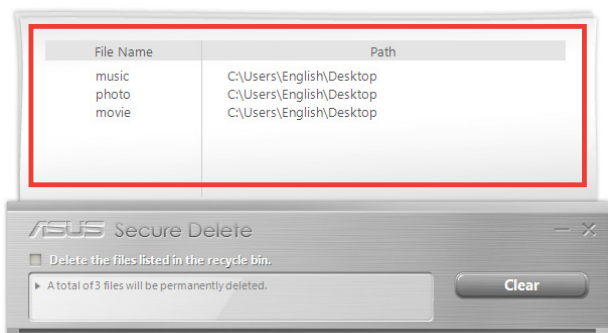 File Name Path
music C:\Users\English\Desktop
photo C:\Users\English\Desktop
movie C:\Users\English\Desktop
ASUS Secure Delete
Delete the files listed in the recycle bin.
A total of 3 files will be permanently deleted.
Clear